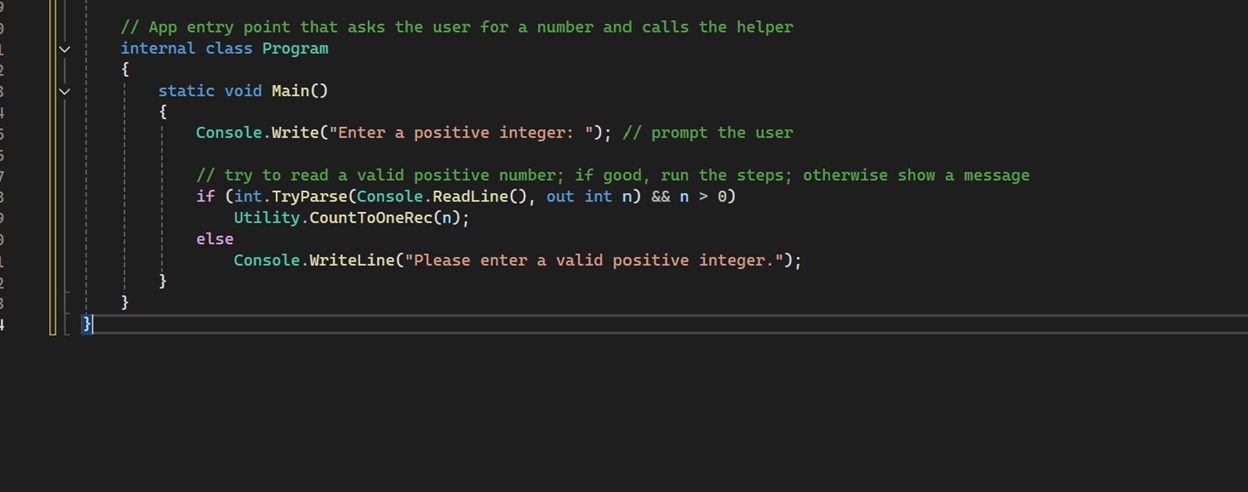 // App entry point that asks the user for a number and calls the helper
internal class Program
{
static void Main()
{
Console.Write("Enter a positive integer: "); // prompt the user
// try to read a valid positive number; if good, run the steps; otherwise show a message
if (int.TryParse(Console.ReadLine(), out int n) && n > 0)
Utility.CountToOneRec(n);
else
Console.WriteLine("Please enter a valid positive integer.");
}
}
}